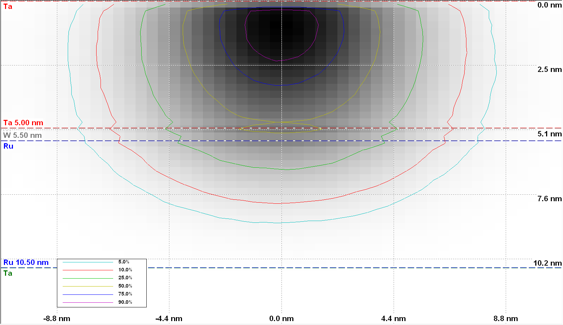 Ta
0.0 nm
2.5 nm
Ta 5.00 nm
W 5.50 nm
5.1 nm
Ru
7.6 nm
Ru 10.50 nm
10.2 nm
Ta
5.0%
10.0%
25.0%
50.0%
75.0%
90.0%
-8.8 nm
-4.4 nm
0.0 nm
4.4 nm
8.8 nm